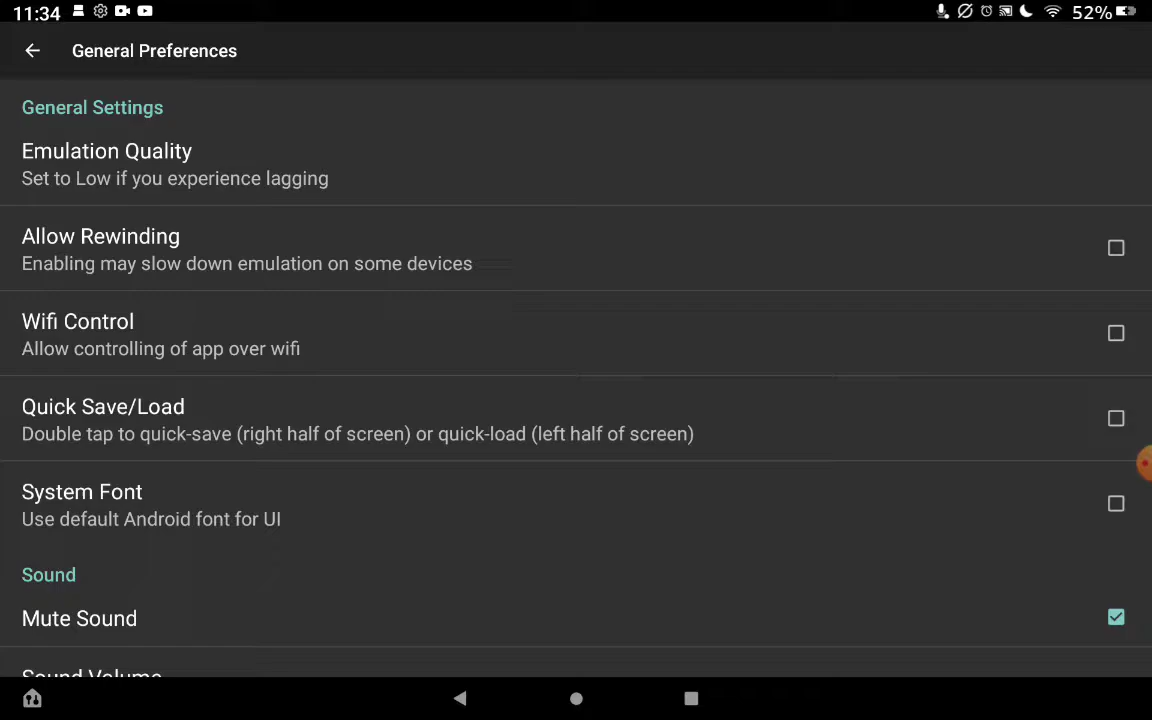 11:34
52%
General Preferences
General Settings
Emulation Quality
Set to Low if you experience lagging
Allow Rewinding
Enabling may slow down emulation on some devices
Wifi Control
Allow controlling of app over wifi
Quick Save/Load
Double tap to quick-save (right half of screen) or quick-load (left half of screen)
System Font
Use default Android font for UI
Sound
Mute Sound
Sound Volume